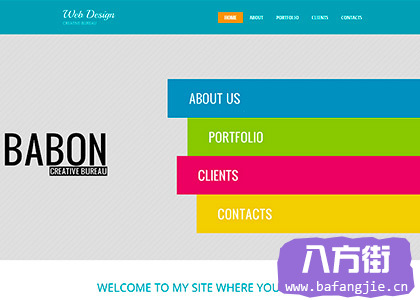 Web Design
CREATIVE BUREAU
HOME ABOUT PORTFOLIO CLIENTS CONTACTS
ABOUT US
PORTFOLIO
BABON
CREATIVE BUREAU
CLIENTS
CONTACTS
WELCOME TO MY SITE WHERE YOU
八方街
www.bafangjie.cn